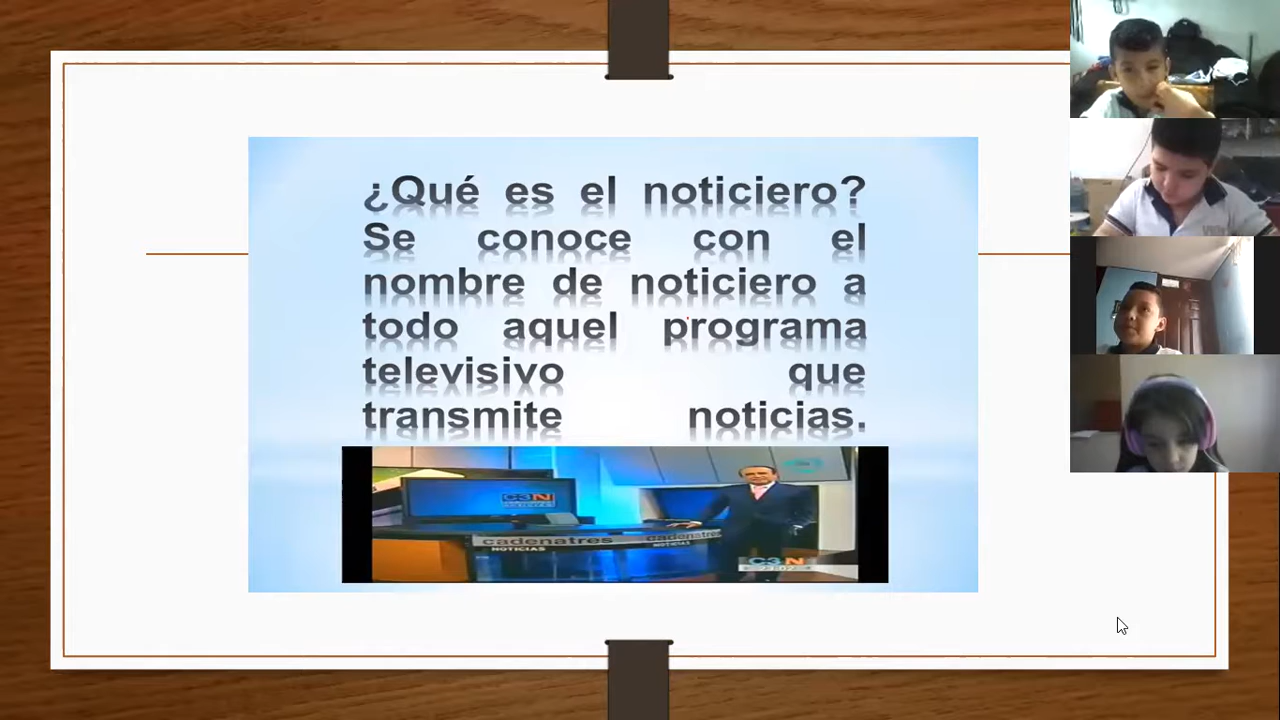 ¿Qué es el noticiero?
Se conoce con el
nombre de noticiero a
todo aquel programa
televisivo que
transmite noticias.
C3N
cadenatres
NOTICIAS
cadenatres
NOTICIAS
C3N